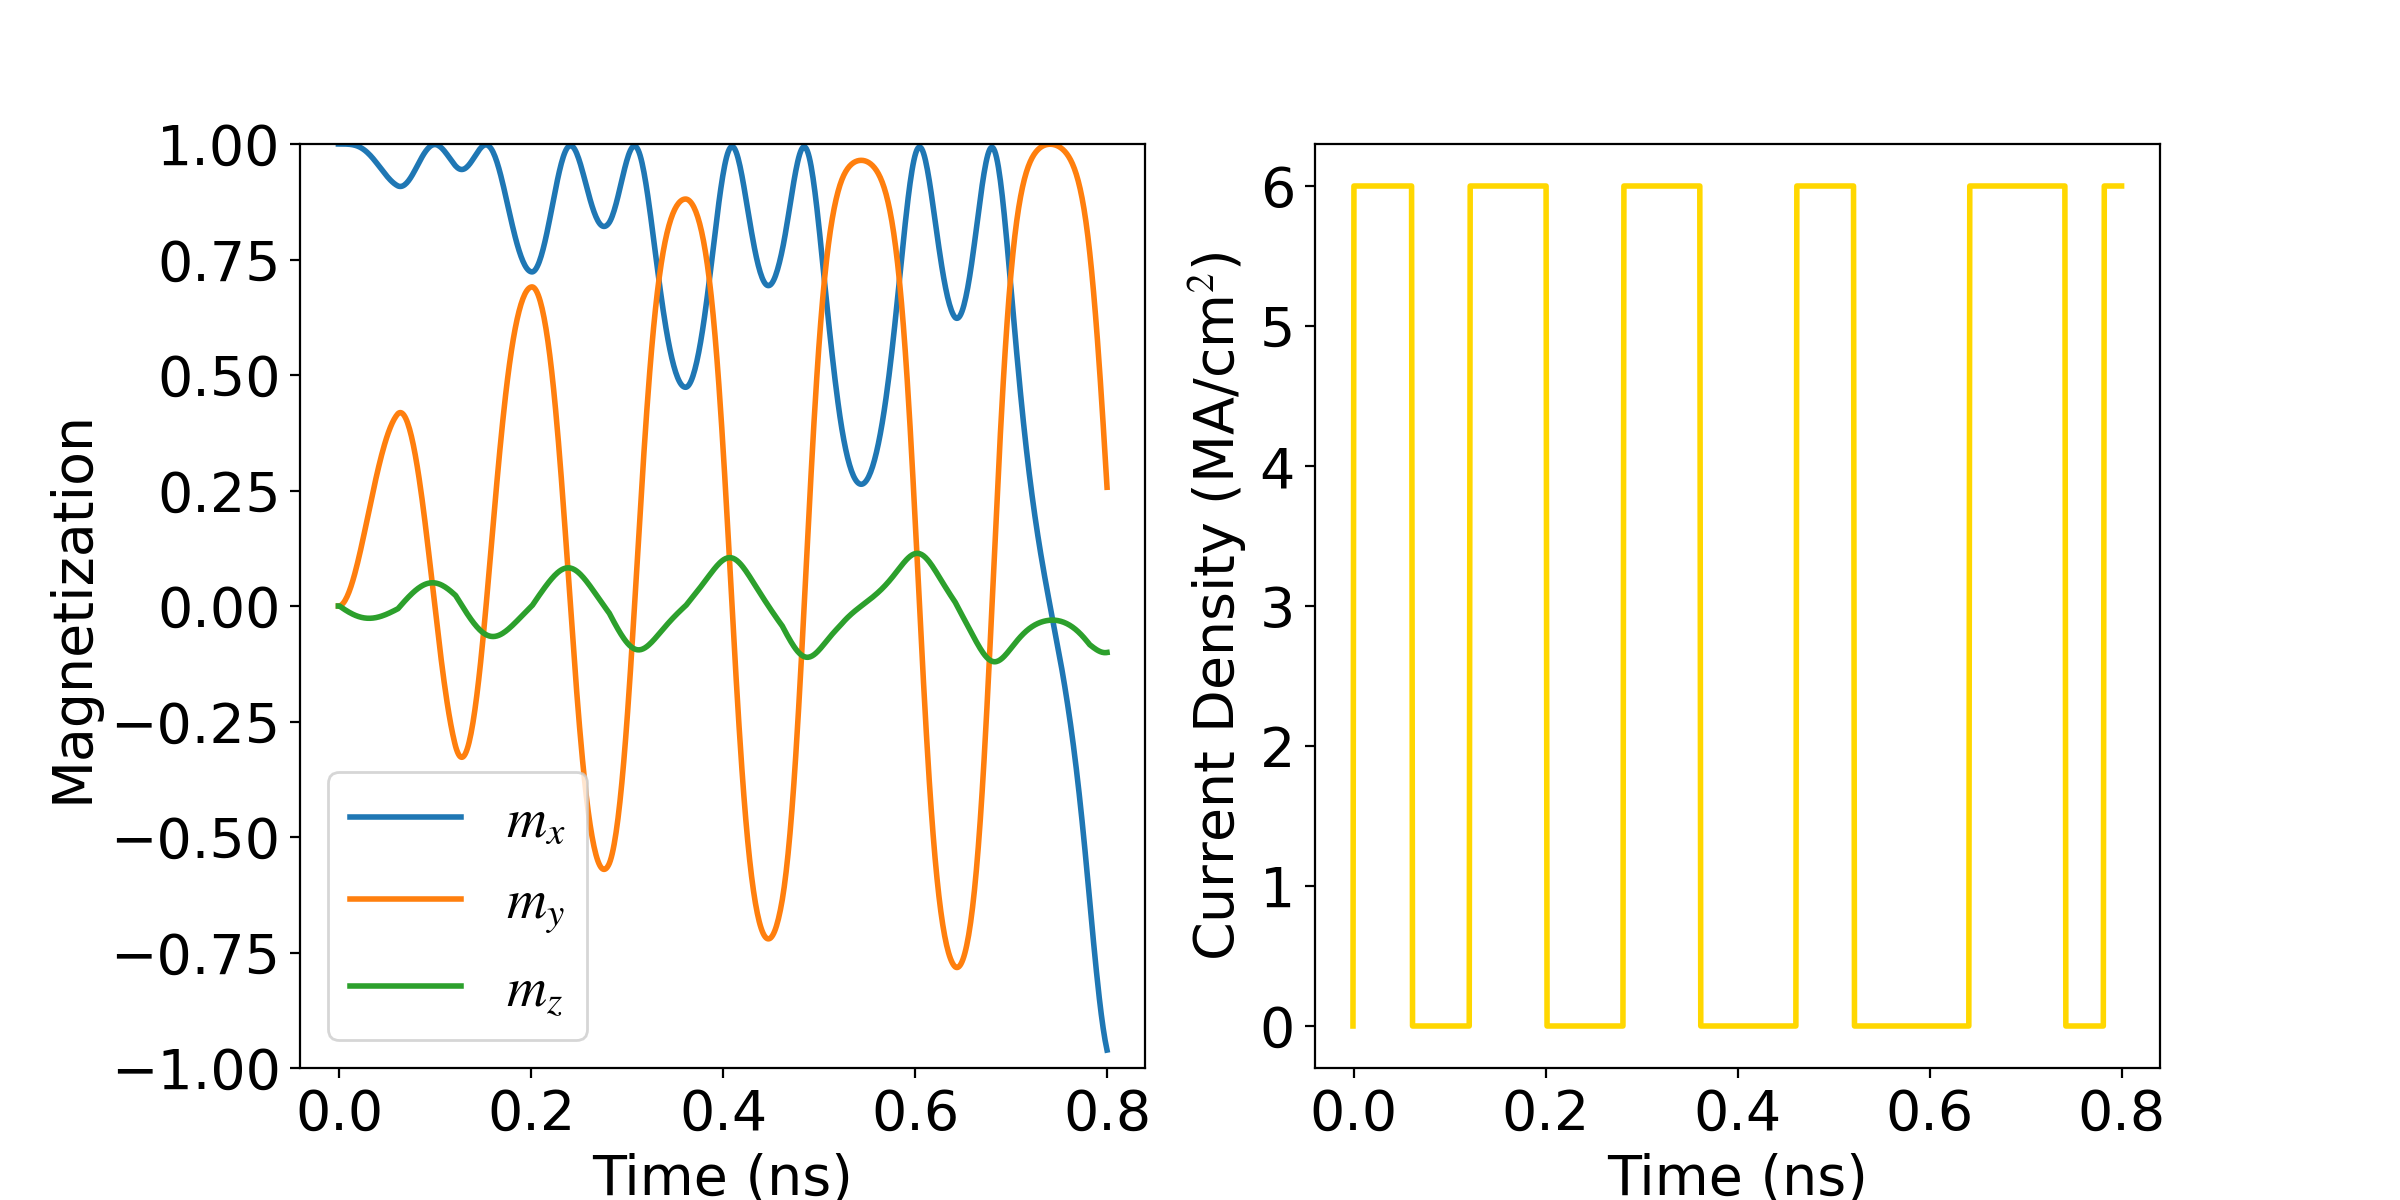 Magnetization
1.00
0.75
0.50
0.25
0.00
−0.25
−0.50
−0.75
−1.00
m_x
m_y
m_z
0.0 0.2 0.4 0.6 0.8
Time (ns)
Current Density (MA/cm²)
6
5
4
3
2
1
0
0.0 0.2 0.4 0.6 0.8
Time (ns)